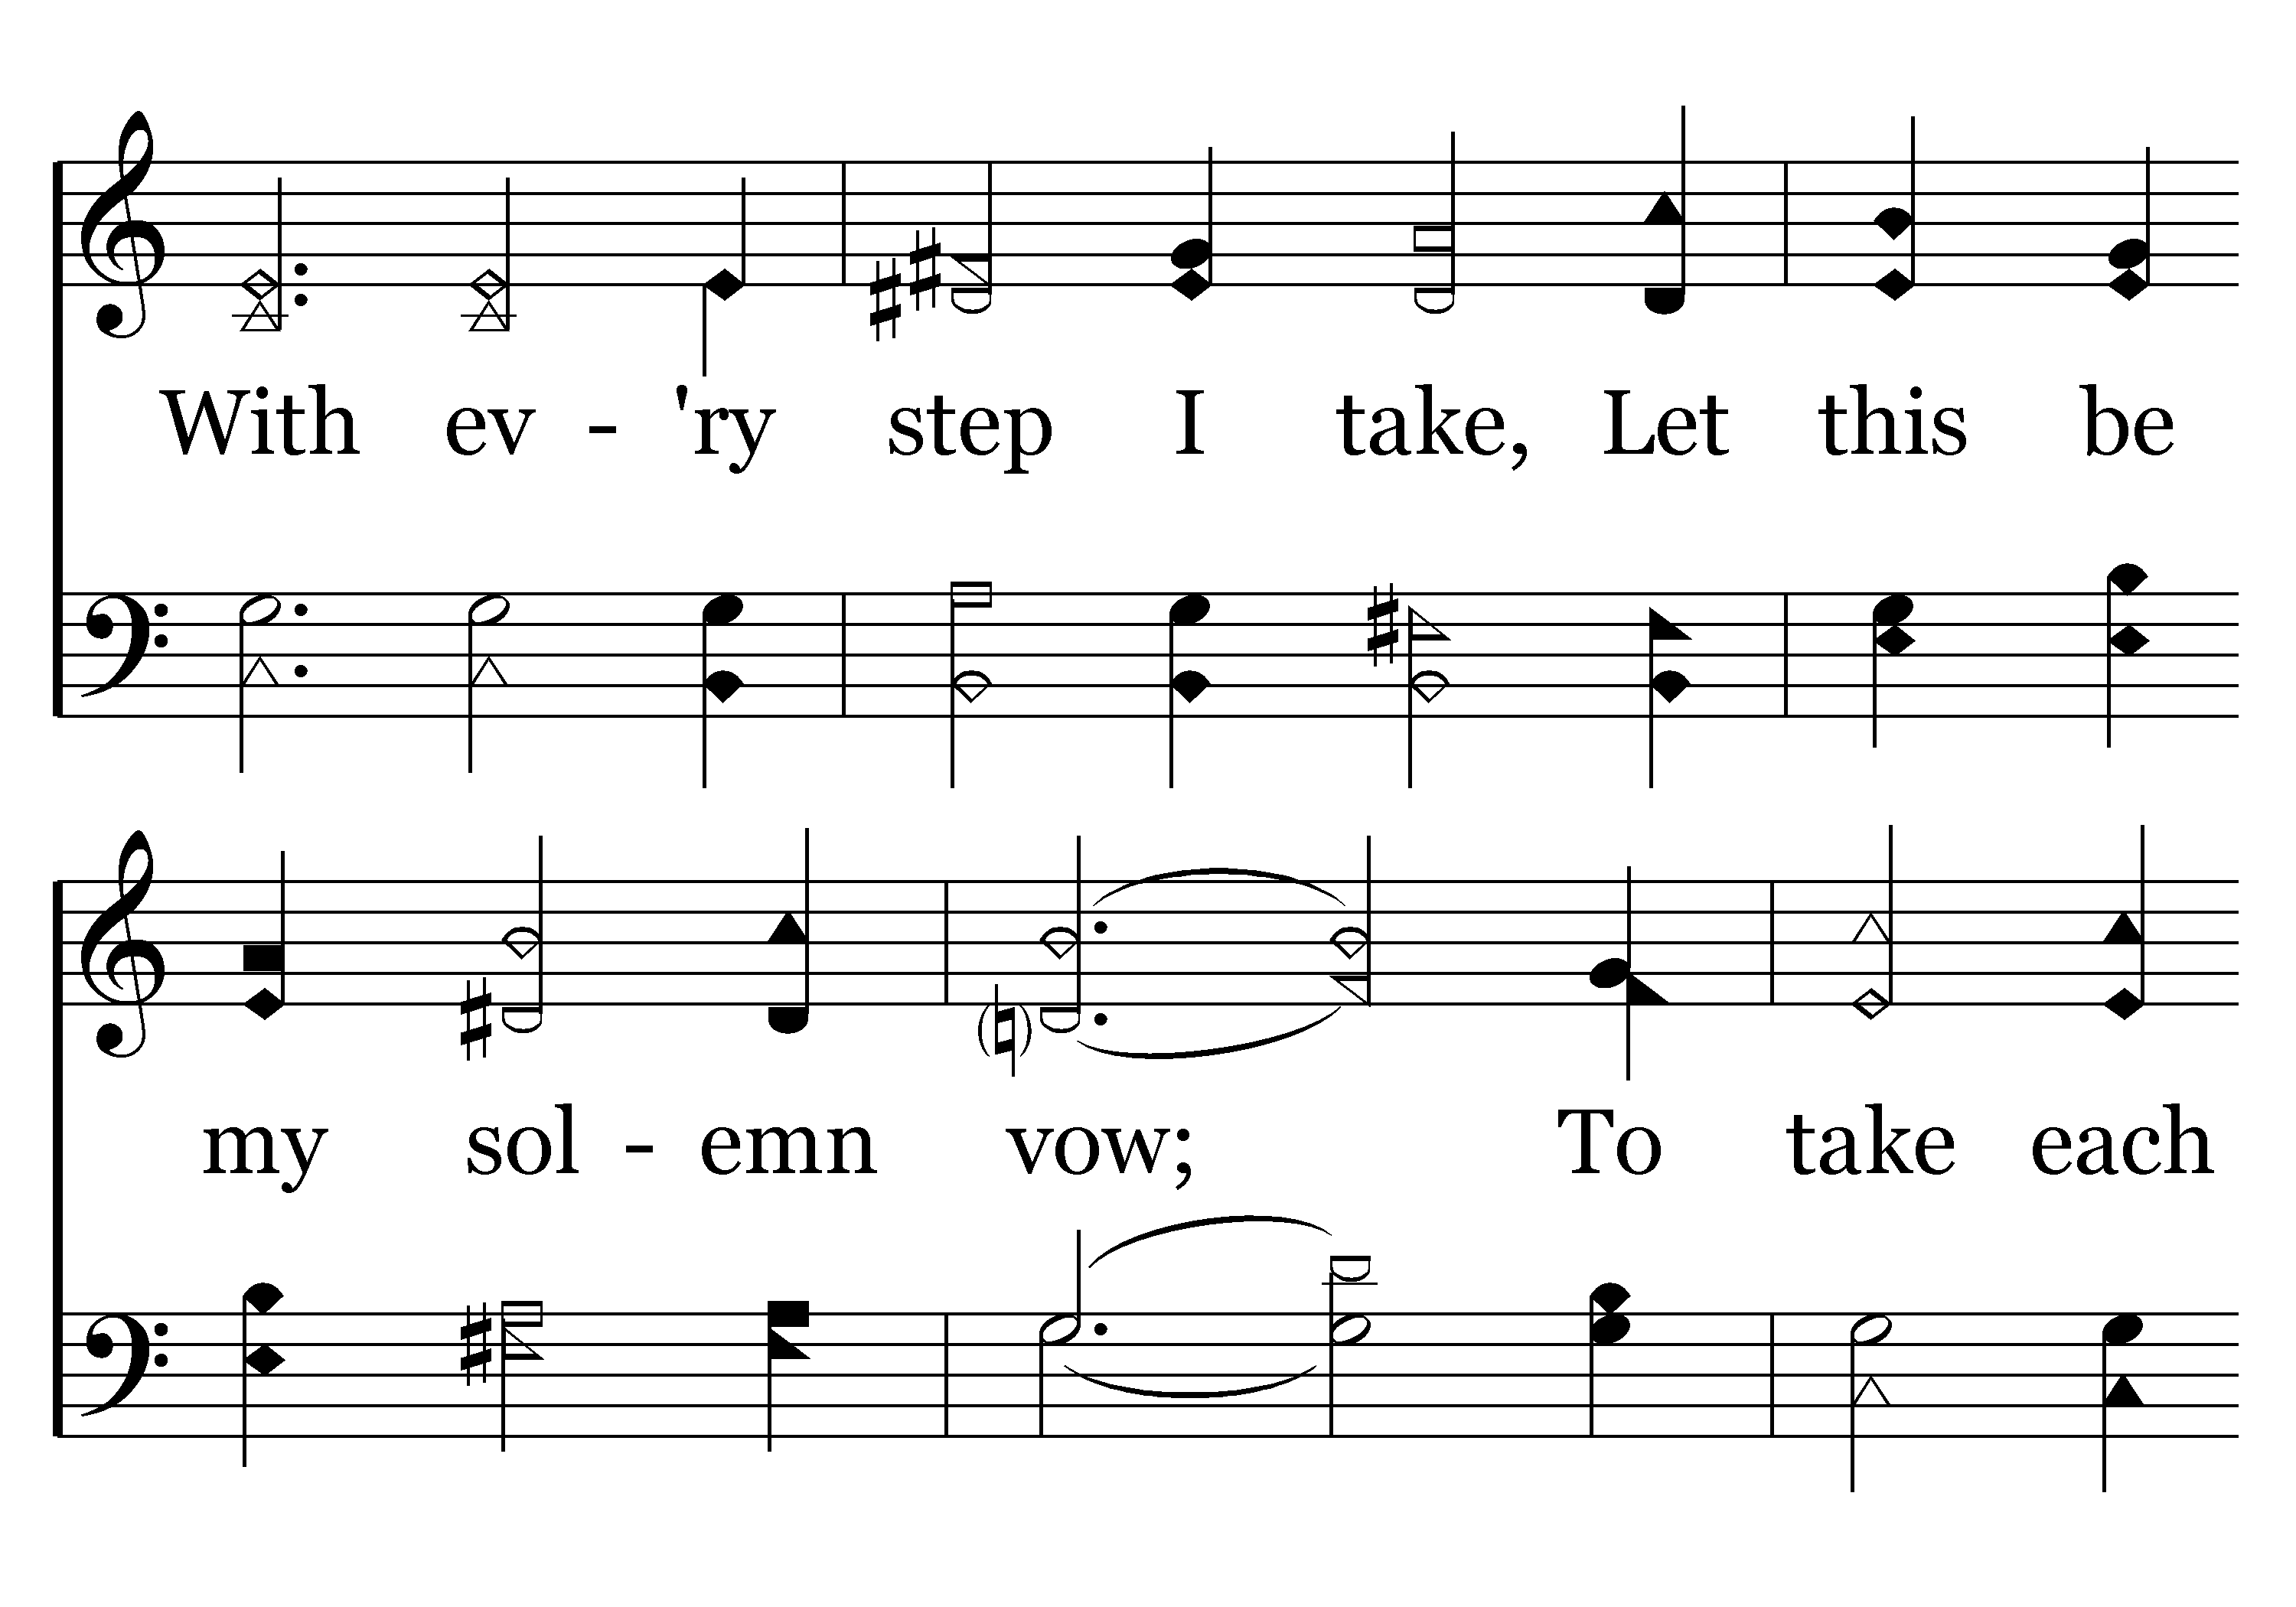 With ev - 'ry step I take, Let this be
my sol - emn vow; To take each